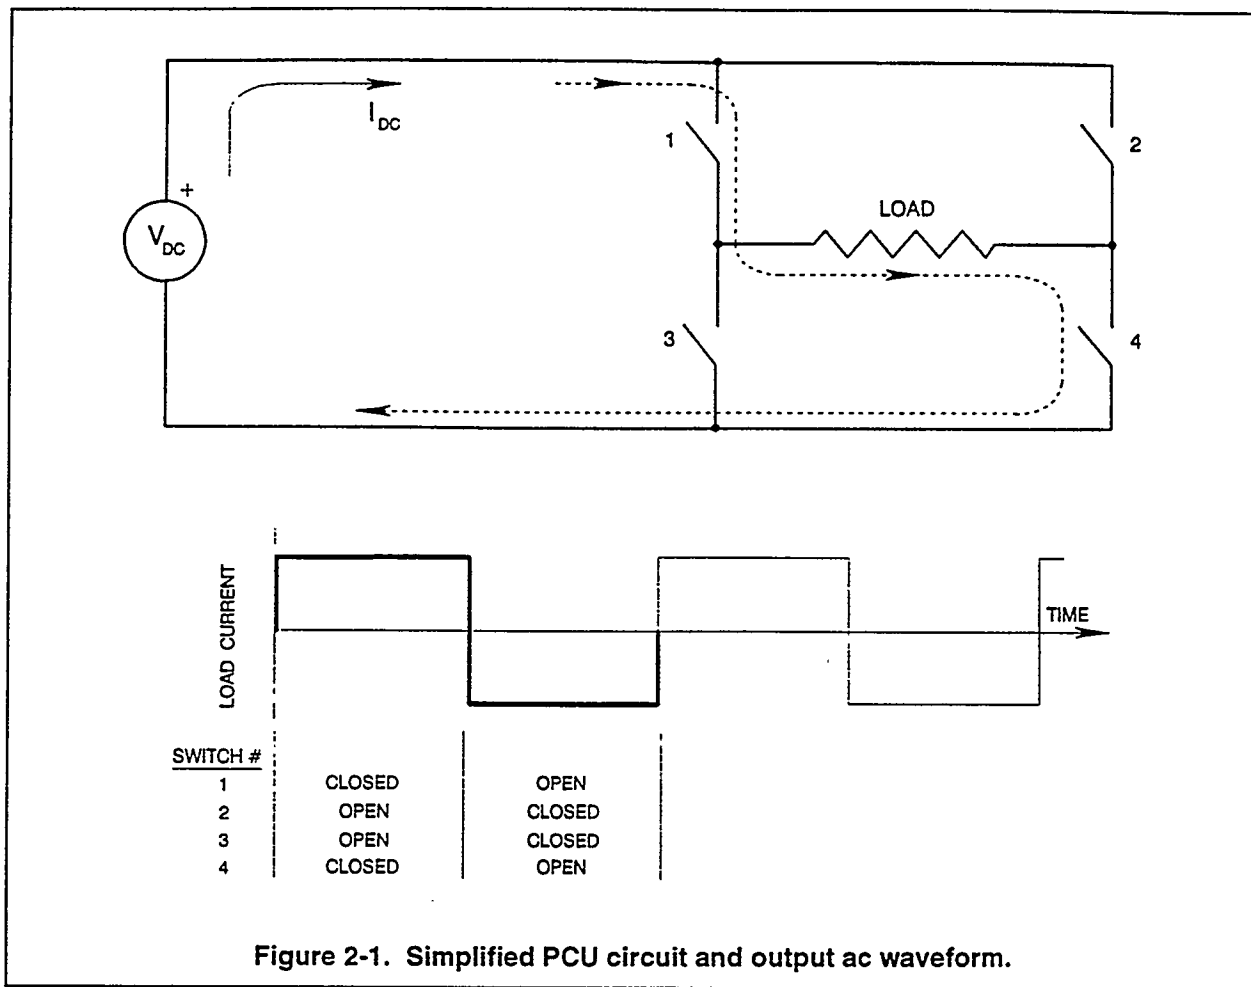 I DC
1
2
+
V DC
LOAD
3
4
LOAD CURRENT
TIME
SWITCH #
1 CLOSED OPEN
2 OPEN CLOSED
3 OPEN CLOSED
4 CLOSED OPEN
Figure 2-1. Simplified PCU circuit and output ac waveform.